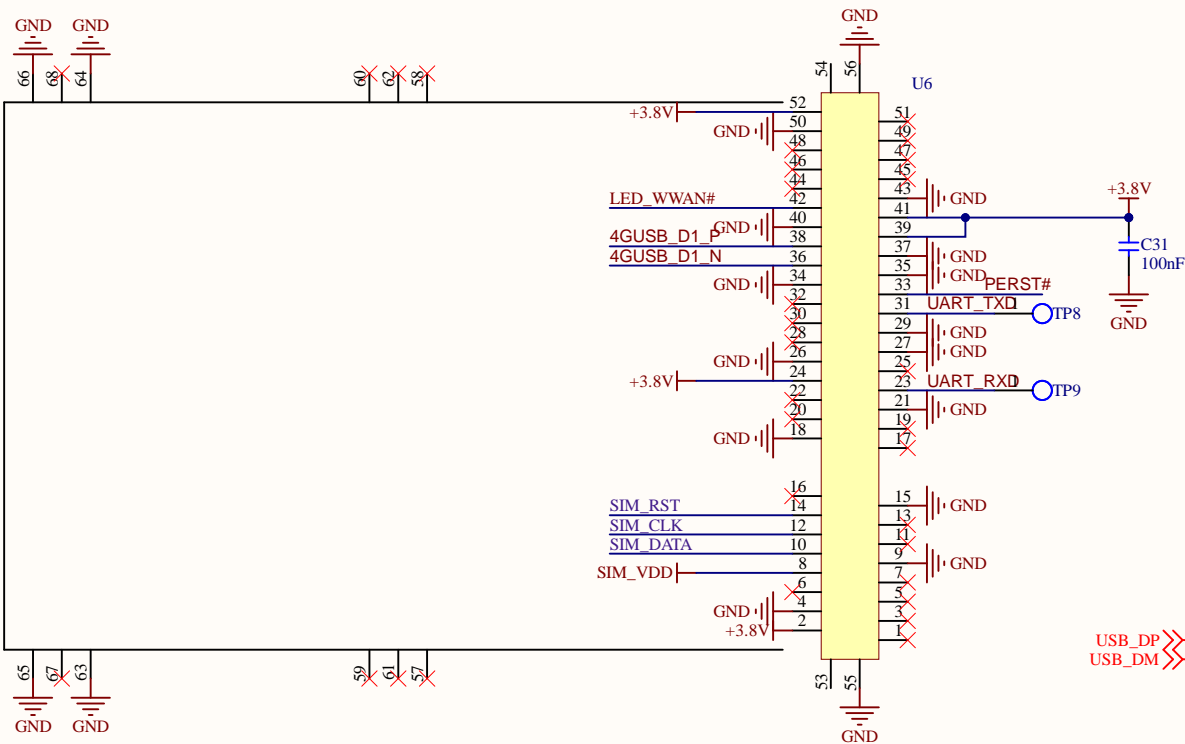 GND GND
66 68 64 60 62 58
GND
54 56
U6
+3.8V 52
GND 50
48
46
44
LED_WWAN# 42
GND 40
4GUSB_D1_P 38
4GUSB_D1_N 36
GND 34
32
30
28
GND 26
+3.8V 24
22
20
GND 18
16
SIM_RST 14
SIM_CLK 12
SIM_DATA 10
SIM_VDD 8
6
GND 4
+3.8V 2
51
49
47
45
43 GND
41
39
37 GND
35 GND
33 PERST#
31 UART_TXD 1 TP8
29 GND
27 GND
25
23 UART_RXD 1 TP9
21 GND
19
17
15 GND
13
11
9 GND
7
5
3
1
+3.8V
C31
100nF
GND
USB_DP
USB_DM
65 67 63 59 61 57
GND GND
53 55
GND